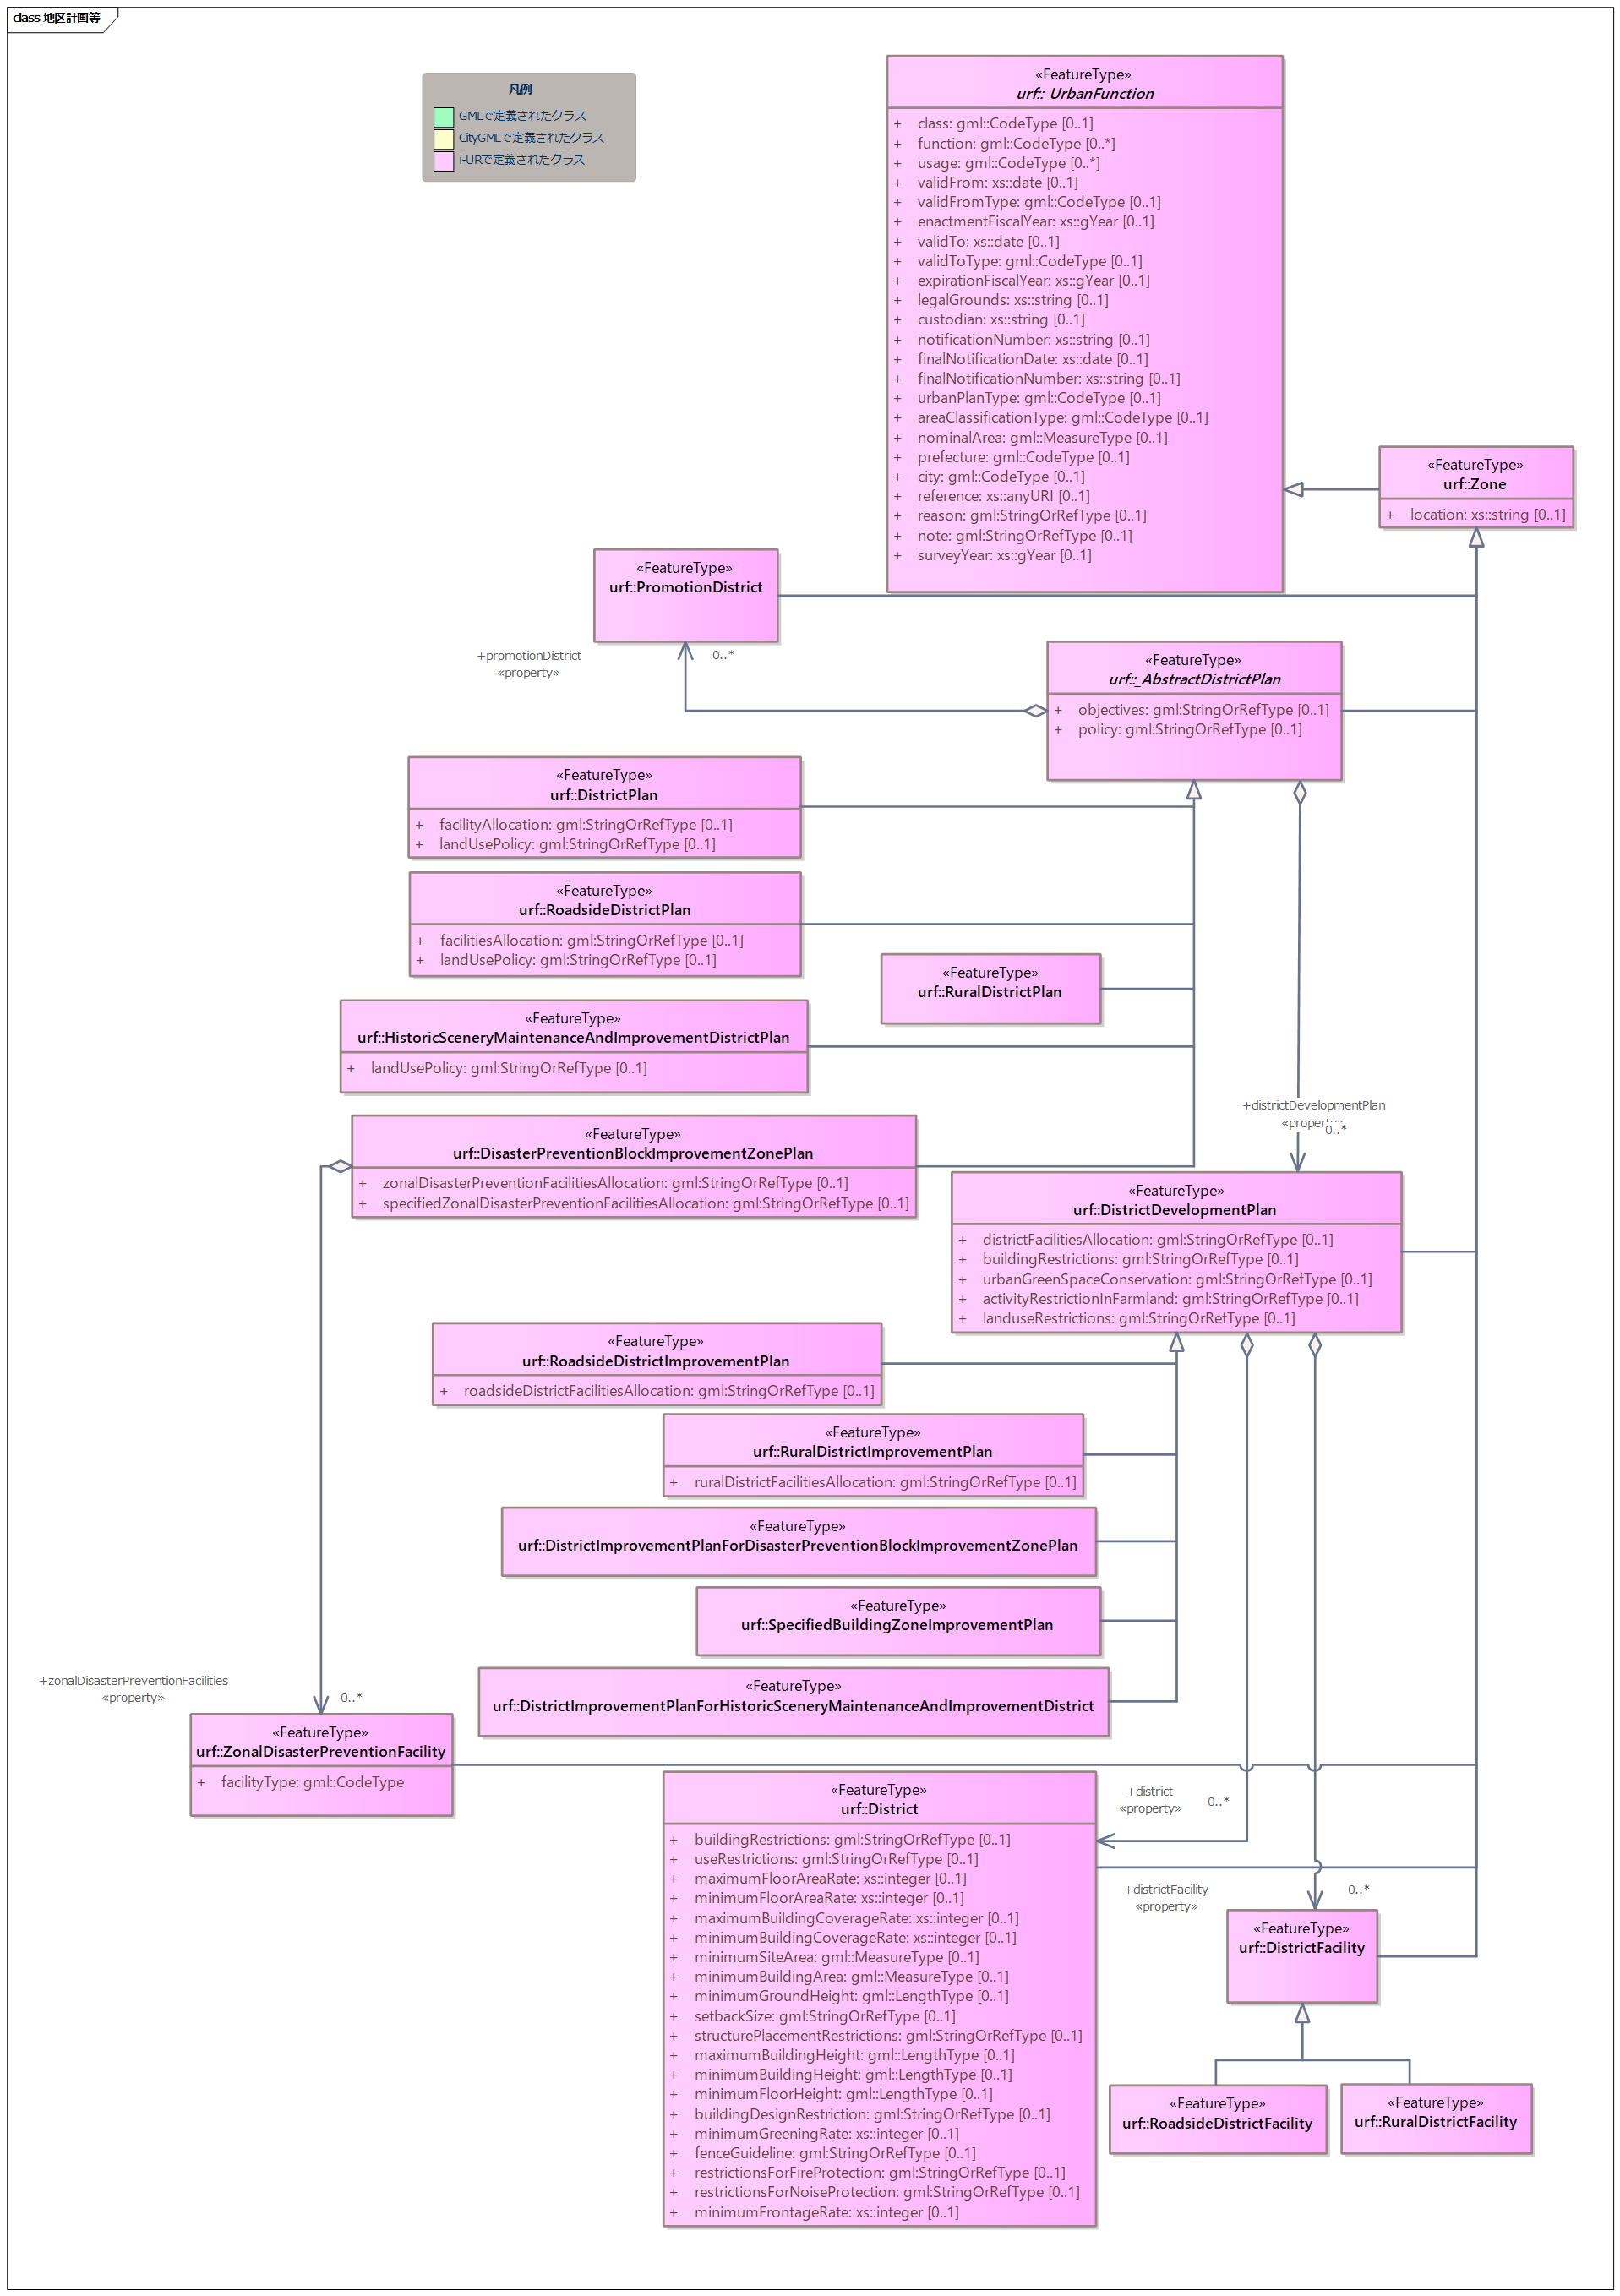 class 地区計画等
凡例
GMLで定義されたクラス
CityGMLで定義されたクラス
i-URで定義されたクラス
«FeatureType»
urf::_UrbanFunction
+ class: gml::CodeType [0..1]
+ function: gml::CodeType [0..*]
+ usage: gml::CodeType [0..*]
+ validFrom: xs::date [0..1]
+ validFromType: gml::CodeType [0..1]
+ enactmentFiscalYear: xs::gYear [0..1]
+ validTo: xs::date [0..1]
+ validToType: gml::CodeType [0..1]
+ expirationFiscalYear: xs::gYear [0..1]
+ legalGrounds: xs::string [0..1]
+ custodian: xs::string [0..1]
+ notificationNumber: xs::string [0..1]
+ finalNotificationDate: xs::date [0..1]
+ finalNotificationNumber: xs::string [0..1]
+ urbanPlanType: gml::CodeType [0..1]
+ areaClassificationType: gml::CodeType [0..1]
+ nominalArea: gml::MeasureType [0..1]
+ prefecture: gml::CodeType [0..1]
+ city: gml::CodeType [0..1]
+ reference: xs::anyURI [0..1]
+ reason: gml:StringOrRefType [0..1]
+ note: gml:StringOrRefType [0..1]
+ surveyYear: xs::gYear [0..1]
«FeatureType»
urf::Zone
+ location: xs::string [0..1]
«FeatureType»
urf::PromotionDistrict
+promotionDistrict
«property»
0..*
«FeatureType»
urf::_AbstractDistrictPlan
+ objectives: gml:StringOrRefType [0..1]
+ policy: gml:StringOrRefType [0..1]
«FeatureType»
urf::DistrictPlan
+ facilityAllocation: gml:StringOrRefType [0..1]
+ landUsePolicy: gml:StringOrRefType [0..1]
«FeatureType»
urf::RoadsideDistrictPlan
+ facilitiesAllocation: gml:StringOrRefType [0..1]
+ landUsePolicy: gml:StringOrRefType [0..1]
«FeatureType»
urf::RuralDistrictPlan
«FeatureType»
urf::HistoricSceneryMaintenanceAndImprovementDistrictPlan
+ landUsePolicy: gml:StringOrRefType [0..1]
+districtDevelopmentPlan
«property»
0..*
«FeatureType»
urf::DisasterPreventionBlockImprovementZonePlan
+ zonalDisasterPreventionFacilitiesAllocation: gml:StringOrRefType [0..1]
+ specifiedZonalDisasterPreventionFacilitiesAllocation: gml:StringOrRefType [0..1]
«FeatureType»
urf::DistrictDevelopmentPlan
+ districtFacilitiesAllocation: gml:StringOrRefType [0..1]
+ buildingRestrictions: gml:StringOrRefType [0..1]
+ urbanGreenSpaceConservation: gml:StringOrRefType [0..1]
+ activityRestrictionInFarmland: gml:StringOrRefType [0..1]
+ landuseRestrictions: gml:StringOrRefType [0..1]
«FeatureType»
urf::RoadsideDistrictImprovementPlan
+ roadsideDistrictFacilitiesAllocation: gml:StringOrRefType [0..1]
«FeatureType»
urf::RuralDistrictImprovementPlan
+ ruralDistrictFacilitiesAllocation: gml:StringOrRefType [0..1]
«FeatureType»
urf::DistrictImprovementPlanForDisasterPreventionBlockImprovementZonePlan
«FeatureType»
urf::SpecifiedBuildingZoneImprovementPlan
«FeatureType»
urf::DistrictImprovementPlanForHistoricSceneryMaintenanceAndImprovementDistrict
+zonalDisasterPreventionFacilities
«property»
0..*
«FeatureType»
urf::ZonalDisasterPreventionFacility
+ facilityType: gml::CodeType
«FeatureType»
urf::District
+ buildingRestrictions: gml:StringOrRefType [0..1]
+ useRestrictions: gml:StringOrRefType [0..1]
+ maximumFloorAreaRate: xs::integer [0..1]
+ minimumFloorAreaRate: xs::integer [0..1]
+ maximumBuildingCoverageRate: xs::integer [0..1]
+ minimumBuildingCoverageRate: xs::integer [0..1]
+ minimumSiteArea: gml::MeasureType [0..1]
+ minimumBuildingArea: gml::MeasureType [0..1]
+ minimumGroundHeight: gml::LengthType [0..1]
+ setbackSize: gml:StringOrRefType [0..1]
+ structurePlacementRestrictions: gml:StringOrRefType [0..1]
+ maximumBuildingHeight: gml::LengthType [0..1]
+ minimumBuildingHeight: gml::LengthType [0..1]
+ minimumFloorHeight: gml::LengthType [0..1]
+ buildingDesignRestriction: gml:StringOrRefType [0..1]
+ minimumGreeningRate: xs::integer [0..1]
+ fenceGuideline: gml:StringOrRefType [0..1]
+ restrictionsForFireProtection: gml:StringOrRefType [0..1]
+ restrictionsForNoiseProtection: gml:StringOrRefType [0..1]
+ minimumFrontageRate: xs::integer [0..1]
+district
«property»
0..*
+districtFacility
«property»
0..*
«FeatureType»
urf::DistrictFacility
«FeatureType»
urf::RoadsideDistrictFacility
«FeatureType»
urf::RuralDistrictFacility